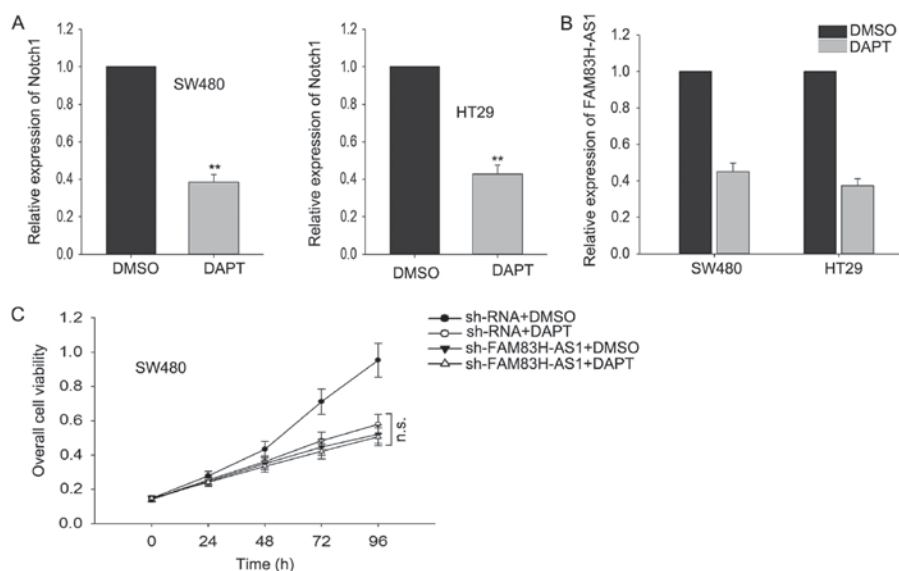 A
Relative expression of Notch1
1.2
1.0
0.8
0.6
0.4
0.2
0.0
SW480
**
DMSO
DAPT
Relative expression of Notch1
1.2
1.0
0.8
0.6
0.4
0.2
0.0
HT29
**
DMSO
DAPT
B
Relative expression of FAM83H-AS1
1.2
1.0
0.8
0.6
0.4
0.2
0.0
DMSO
DAPT
SW480
HT29
C
Overall cell viability
1.2
1.0
0.8
0.6
0.4
0.2
0.0
SW480
sh-RNA+DMSO
sh-RNA+DAPT
sh-FAM83H-AS1+DMSO
sh-FAM83H-AS1+DAPT
n.s.
0 24 48 72 96
Time (h)